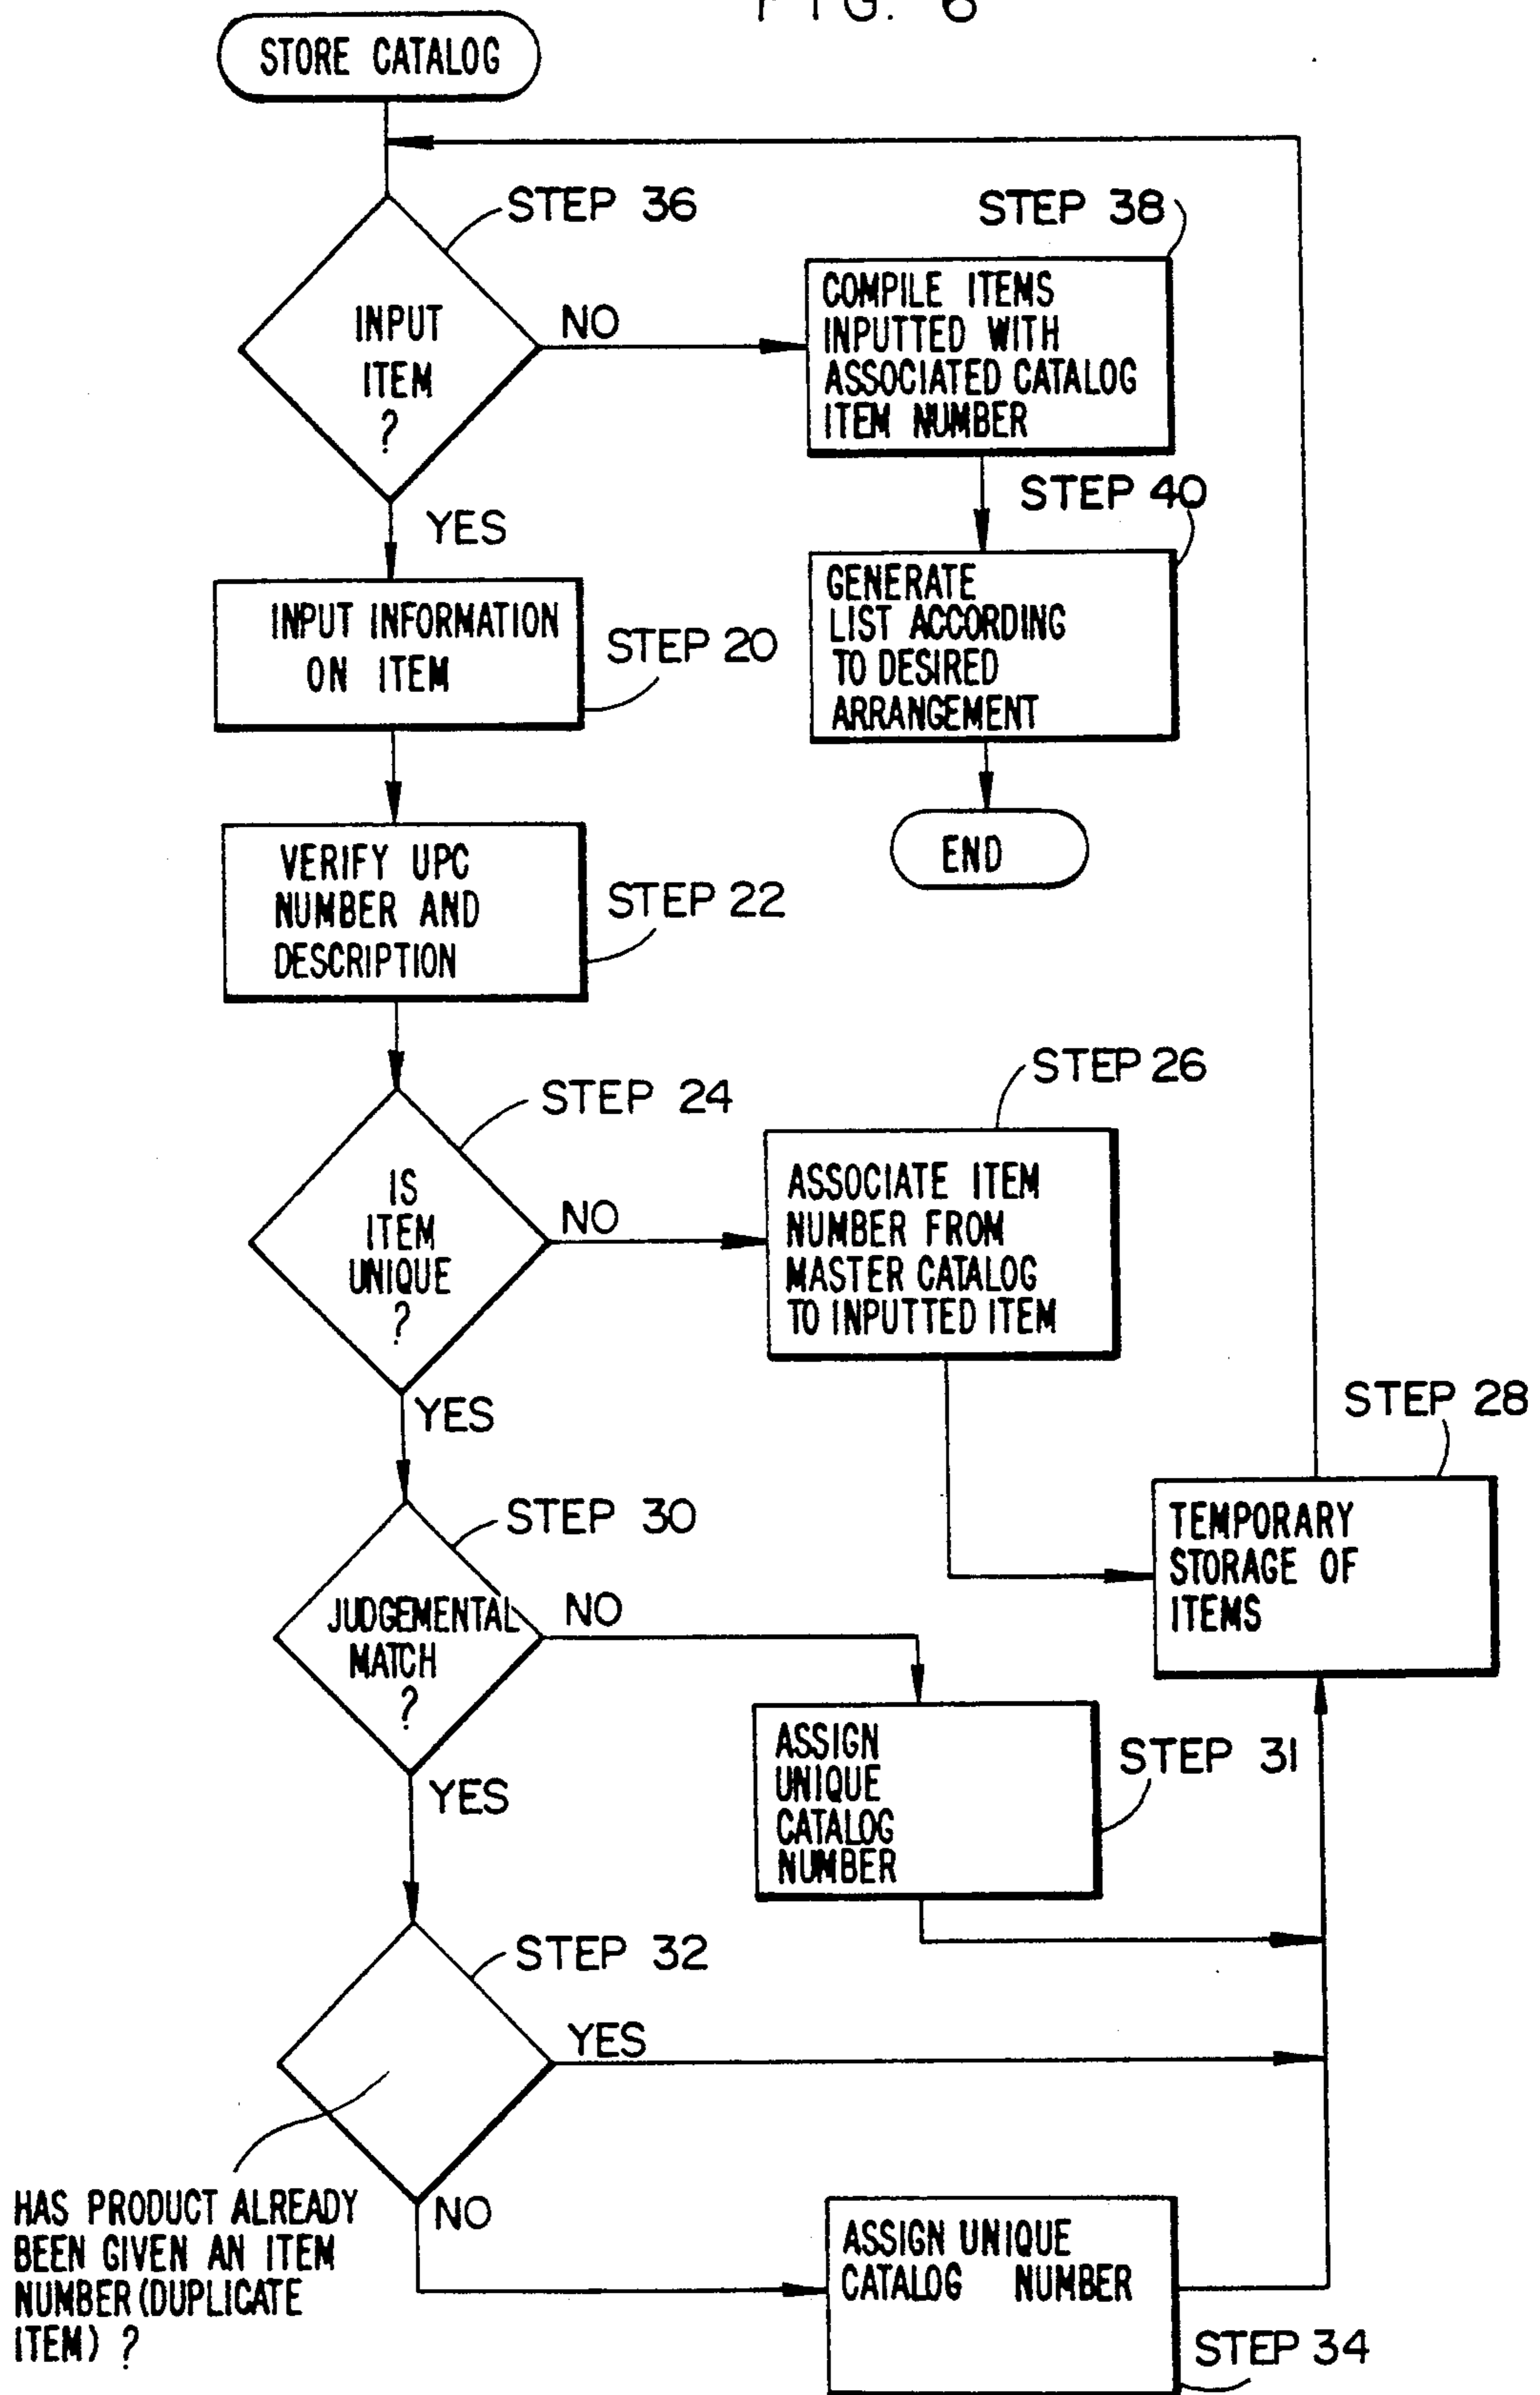 FIG. 6
STORE CATALOG
STEP 36
INPUT
ITEM
?
NO
YES
STEP 38
COMPILE ITEMS
INPUTTED WITH
ASSOCIATED CATALOG
ITEM NUMBER
STEP 40
GENERATE
LIST ACCORDING
TO DESIRED
ARRANGEMENT
END
INPUT INFORMATION
ON ITEM
STEP 20
VERIFY UPC
NUMBER AND
DESCRIPTION
STEP 22
STEP 24
IS
ITEM
UNIQUE
?
NO
YES
STEP 26
ASSOCIATE ITEM
NUMBER FROM
MASTER CATALOG
TO INPUTTED ITEM
STEP 28
TEMPORARY
STORAGE OF
ITEMS
STEP 30
JUDGEMENTAL
MATCH
?
NO
YES
ASSIGN
UNIQUE
CATALOG
NUMBER
STEP 31
STEP 32
YES
NO
HAS PRODUCT ALREADY
BEEN GIVEN AN ITEM
NUMBER (DUPLICATE
ITEM) ?
ASSIGN UNIQUE
CATALOG NUMBER
STEP 34